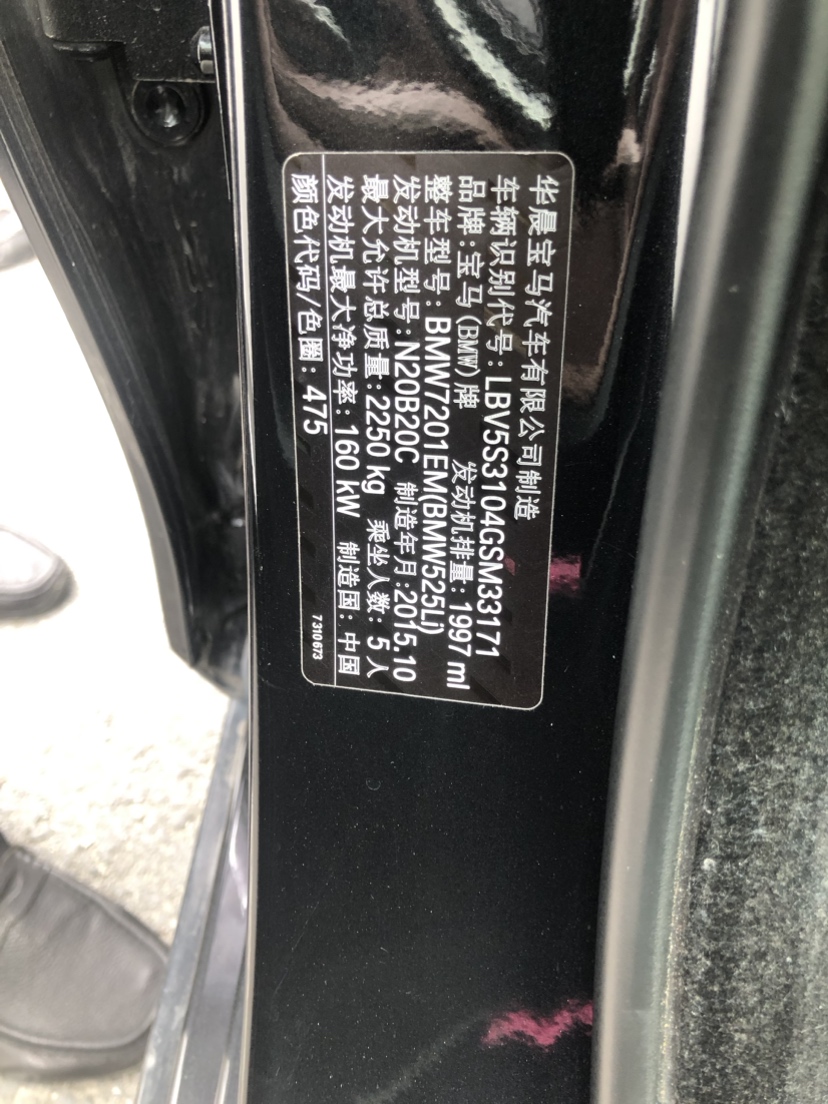 华晨宝马汽车有限公司制造
车辆识别代号：LBV5S3104GSM33171
品牌：宝马(BMW)牌 发动机排量：1997 ml
整车型号：BMW7201EM(BMW525Li)
发动机型号：N20B20C 制造年月：2015.10
最大允许总质量：2250 kg 乘坐人数：5人
发动机最大净功率：160 kW 制造国：中国
颜色代码/色圈：475
7310673